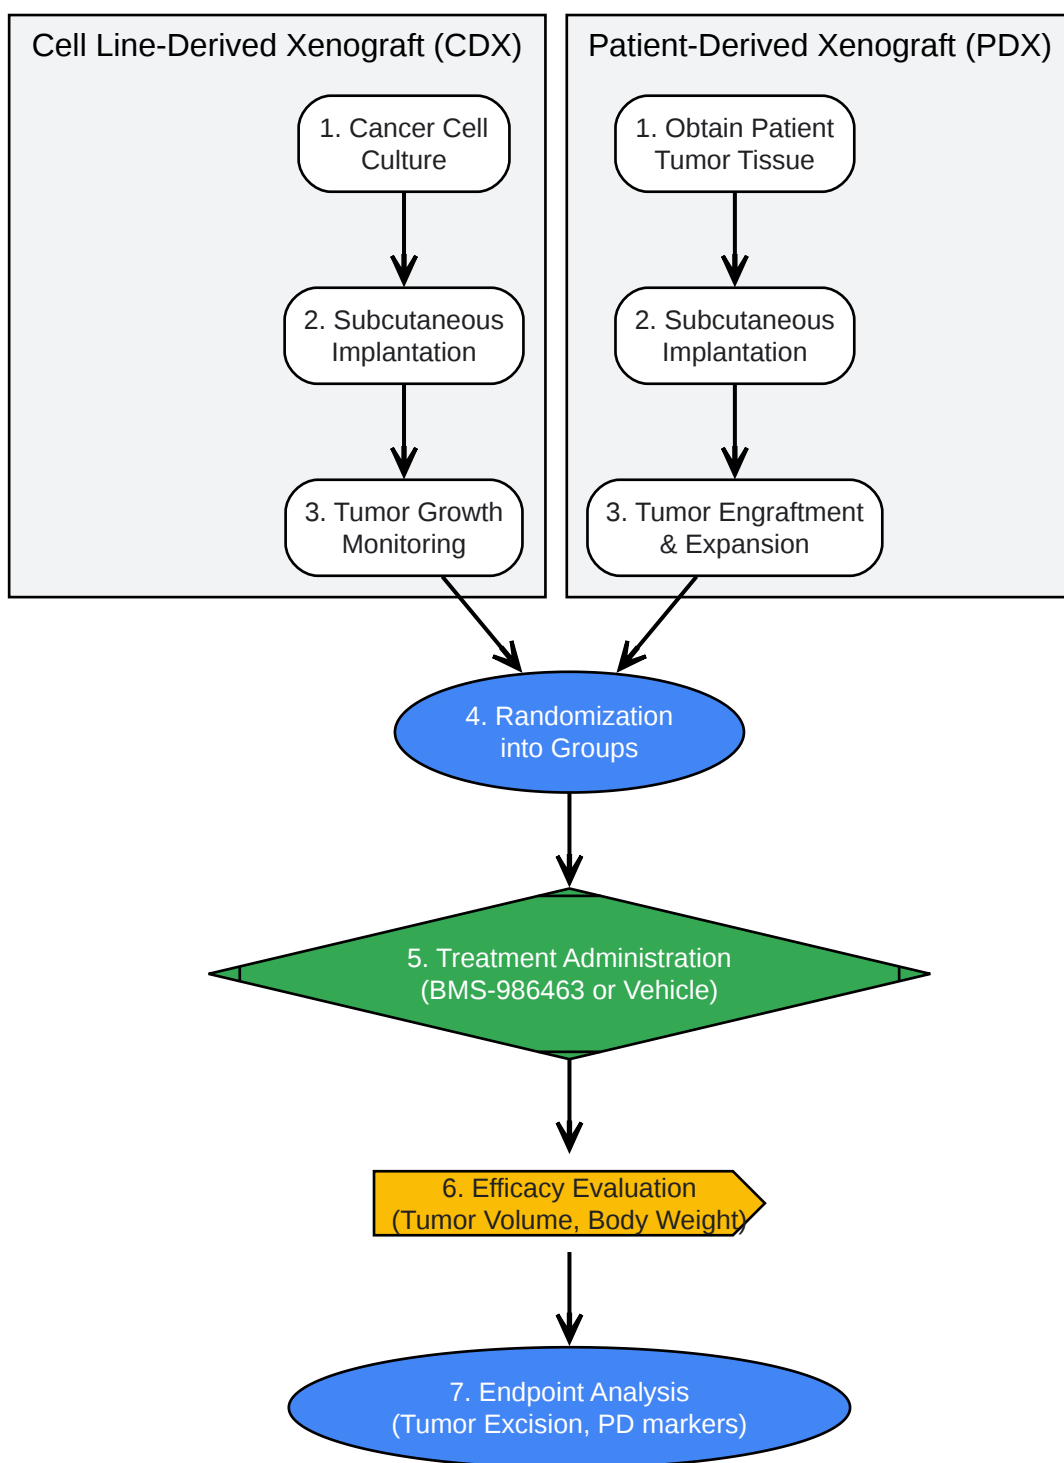 Cell Line-Derived Xenograft (CDX)
1. Cancer Cell
Culture
2. Subcutaneous
Implantation
3. Tumor Growth
Monitoring
Patient-Derived Xenograft (PDX)
1. Obtain Patient
Tumor Tissue
2. Subcutaneous
Implantation
3. Tumor Engraftment
& Expansion
4. Randomization
into Groups
5. Treatment Administration
(BMS-986463 or Vehicle)
6. Efficacy Evaluation
(Tumor Volume, Body Weight)
7. Endpoint Analysis
(Tumor Excision, PD markers)